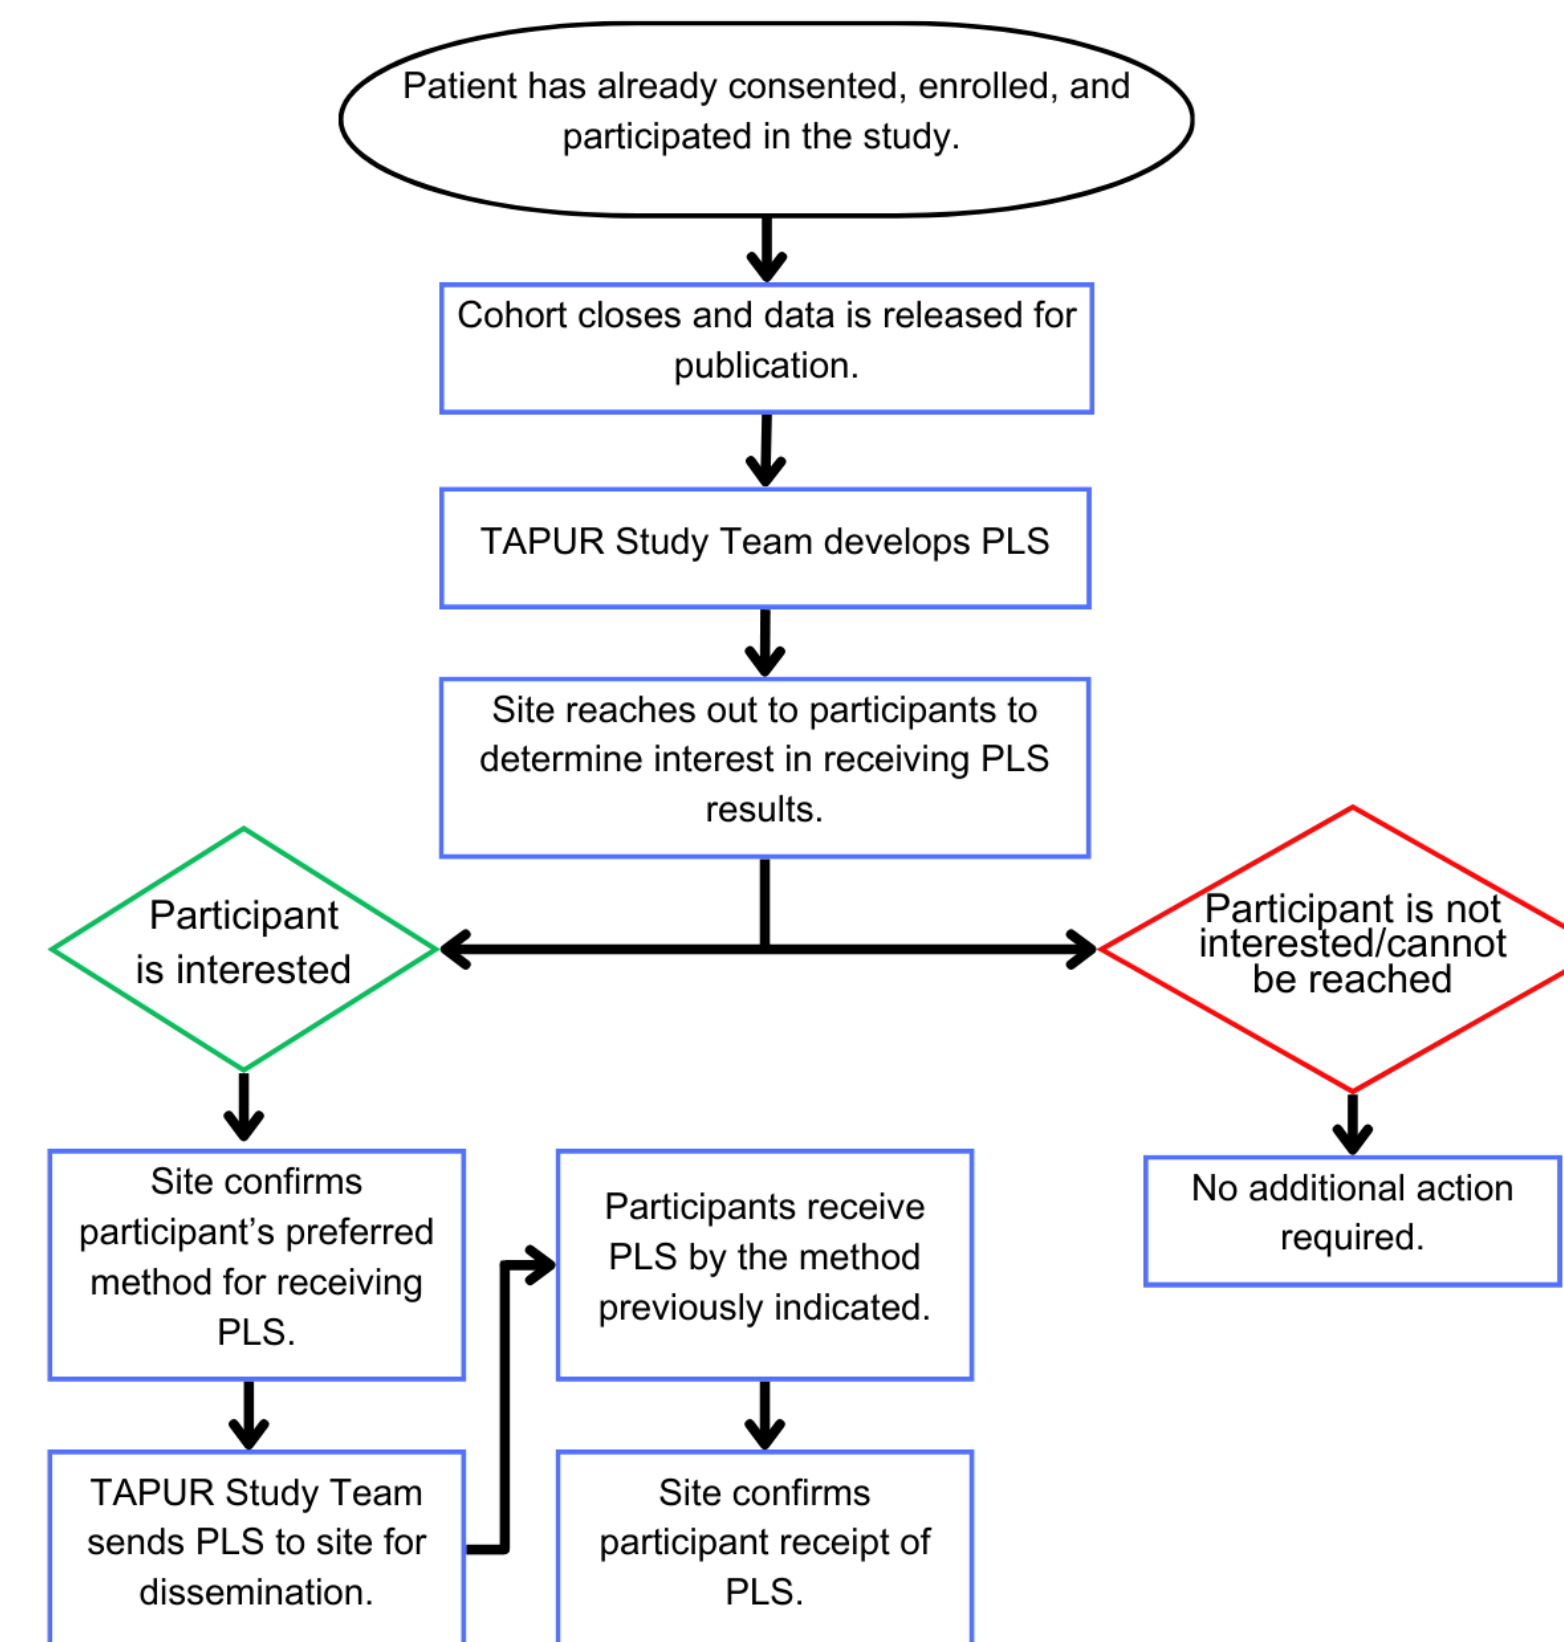 Patient has already consented, enrolled, and
participated in the study.
Cohort closes and data is released for
publication.
TAPUR Study Team develops PLS
Site reaches out to participants to
determine interest in receiving PLS
results.
Participant
is interested
Participant is not
interested/cannot
be reached
Site confirms
participant’s preferred
method for receiving
PLS.
Participants receive
PLS by the method
previously indicated.
No additional action
required.
TAPUR Study Team
sends PLS to site for
dissemination.
Site confirms
participant receipt of
PLS.